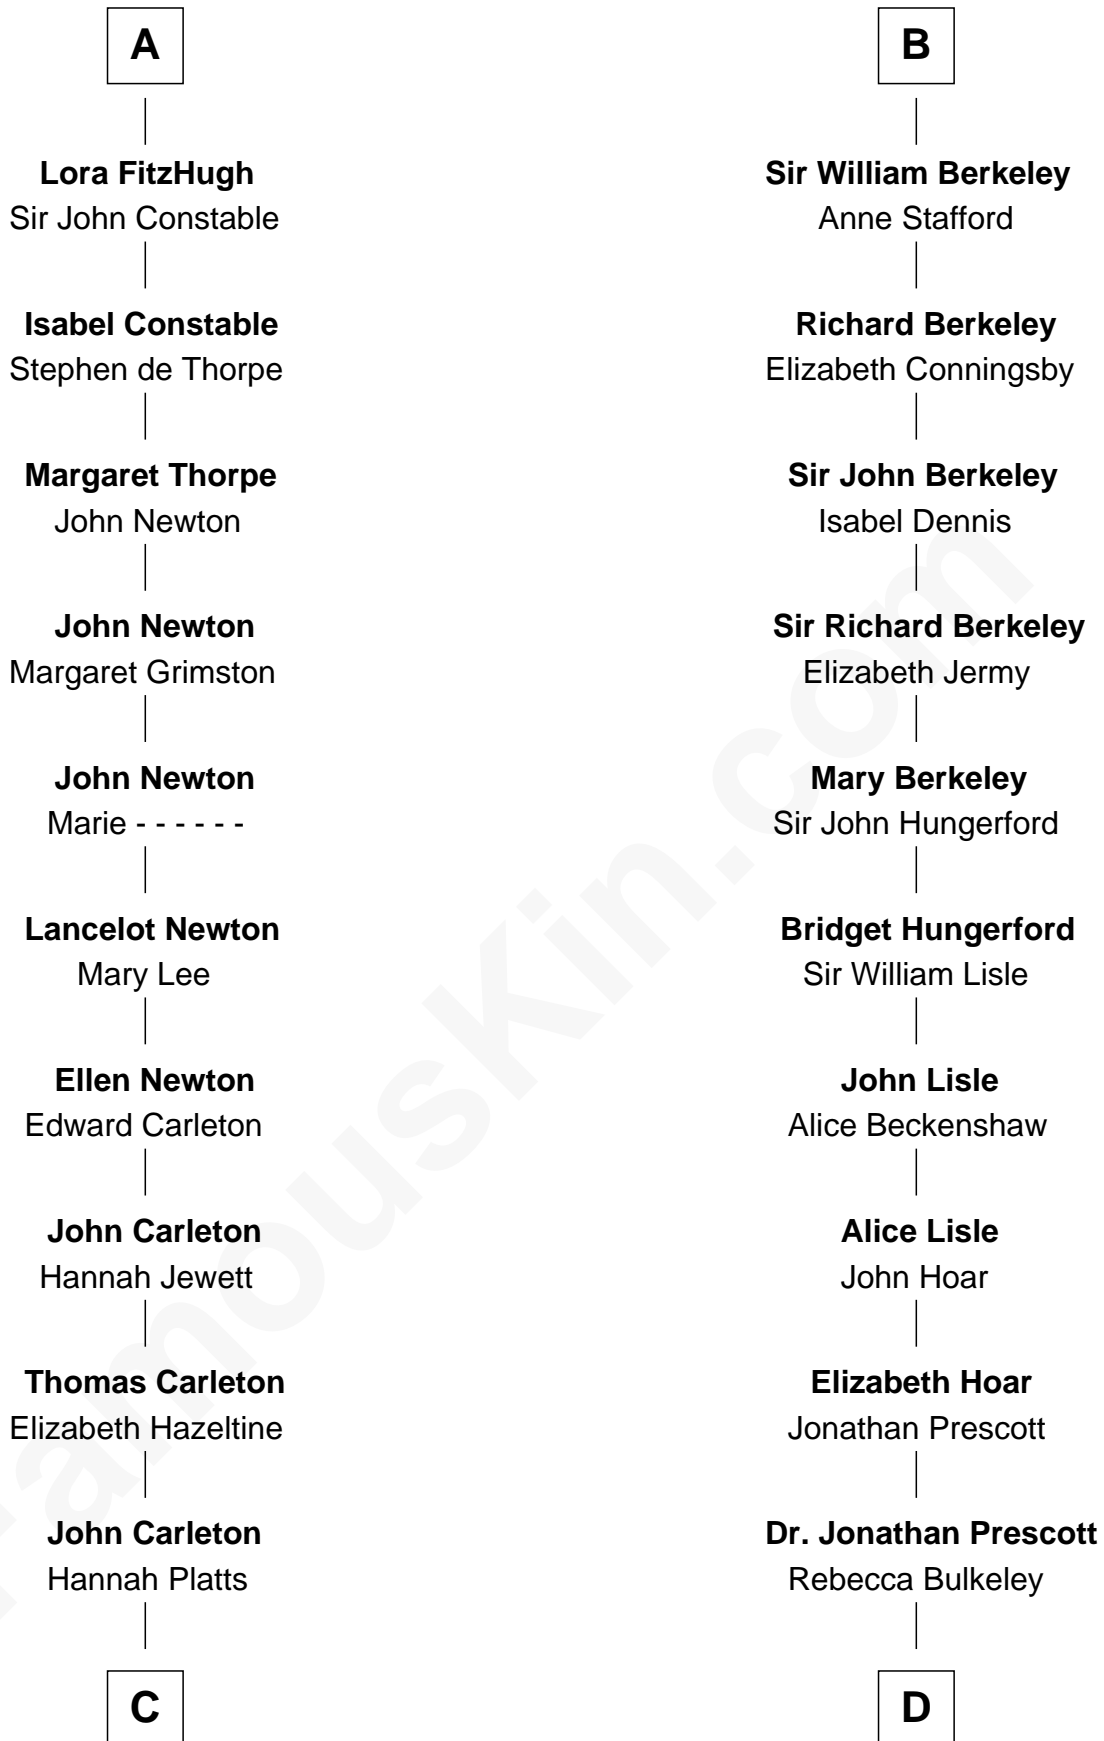 A
Lora FitzHugh
Sir John Constable
Isabel Constable
Stephen de Thorpe
Margaret Thorpe
John Newton
John Newton
Margaret Grimston
John Newton
Marie - - - - - -
Lancelot Newton
Mary Lee
Ellen Newton
Edward Carleton
John Carleton
Hannah Jewett
Thomas Carleton
Elizabeth Hazeltine
John Carleton
Hannah Platts
C
B
Sir William Berkeley
Anne Stafford
Richard Berkeley
Elizabeth Conningsby
Sir John Berkeley
Isabel Dennis
Sir Richard Berkeley
Elizabeth Jermy
Mary Berkeley
Sir John Hungerford
Bridget Hungerford
Sir William Lisle
John Lisle
Alice Beckenshaw
Alice Lisle
John Hoar
Elizabeth Hoar
Jonathan Prescott
Dr. Jonathan Prescott
Rebecca Bulkeley
D
FamousKin.com